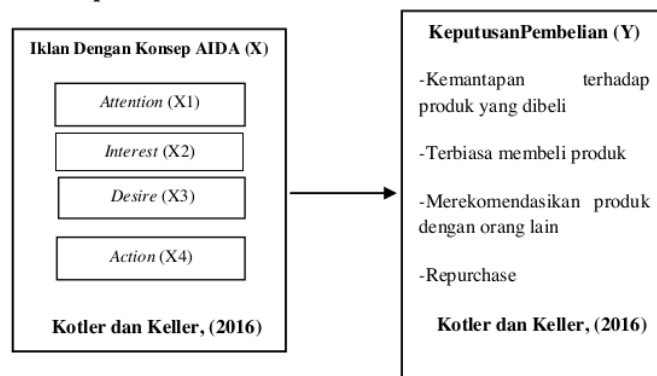 Iklan Dengan Konsep AIDA (X)
Attention (X1)
Interest (X2)
Desire (X3)
Action (X4)
Kotler dan Keller, (2016)
KeputusanPembelian (Y)
-Kemantapan terhadap
produk yang dibeli
-Terbiasa membeli produk
-Merekomendasikan produk
dengan orang lain
-Repurchase
Kotler dan Keller, (2016)